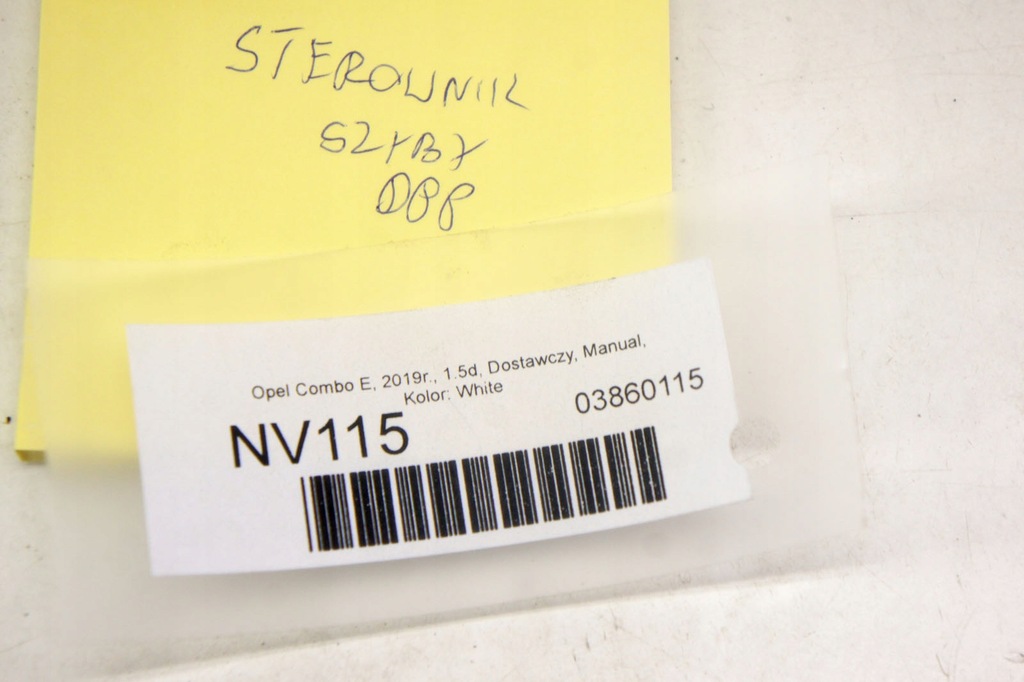 STEROWNIK
SZYBY
DPP
Opel Combo E, 2019r., 1.5d, Dostawczy, Manual,
Kolor: White
NV115
03860115